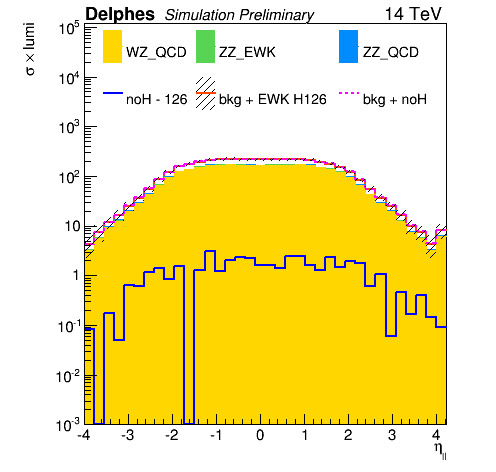 Delphes Simulation Preliminary 14 TeV
σ × lumi
WZ_QCD ZZ_EWK ZZ_QCD
noH - 126 bkg + EWK H126 bkg + noH
10^5
10^4
10^3
10^2
10
1
10^-1
10^-2
10^-3
-4 -3 -2 -1 0 1 2 3 4
η_||